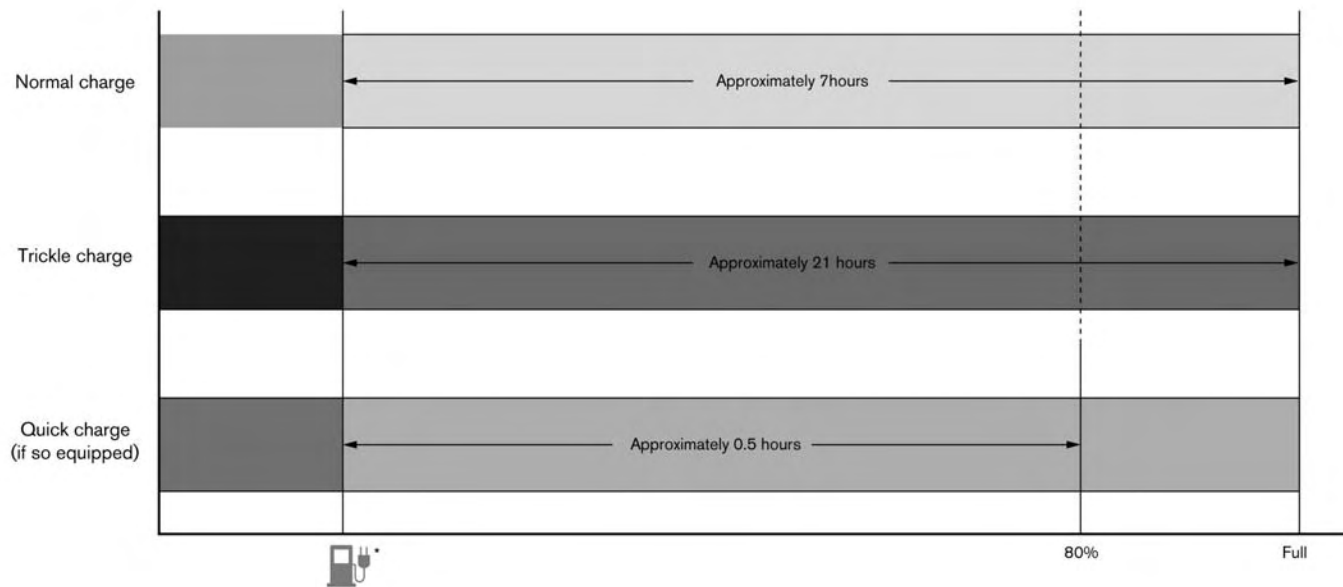 Normal charge
Approximately 7hours
Trickle charge
Approximately 21 hours
Quick charge
(if so equipped)
Approximately 0.5 hours
*
80%
Full